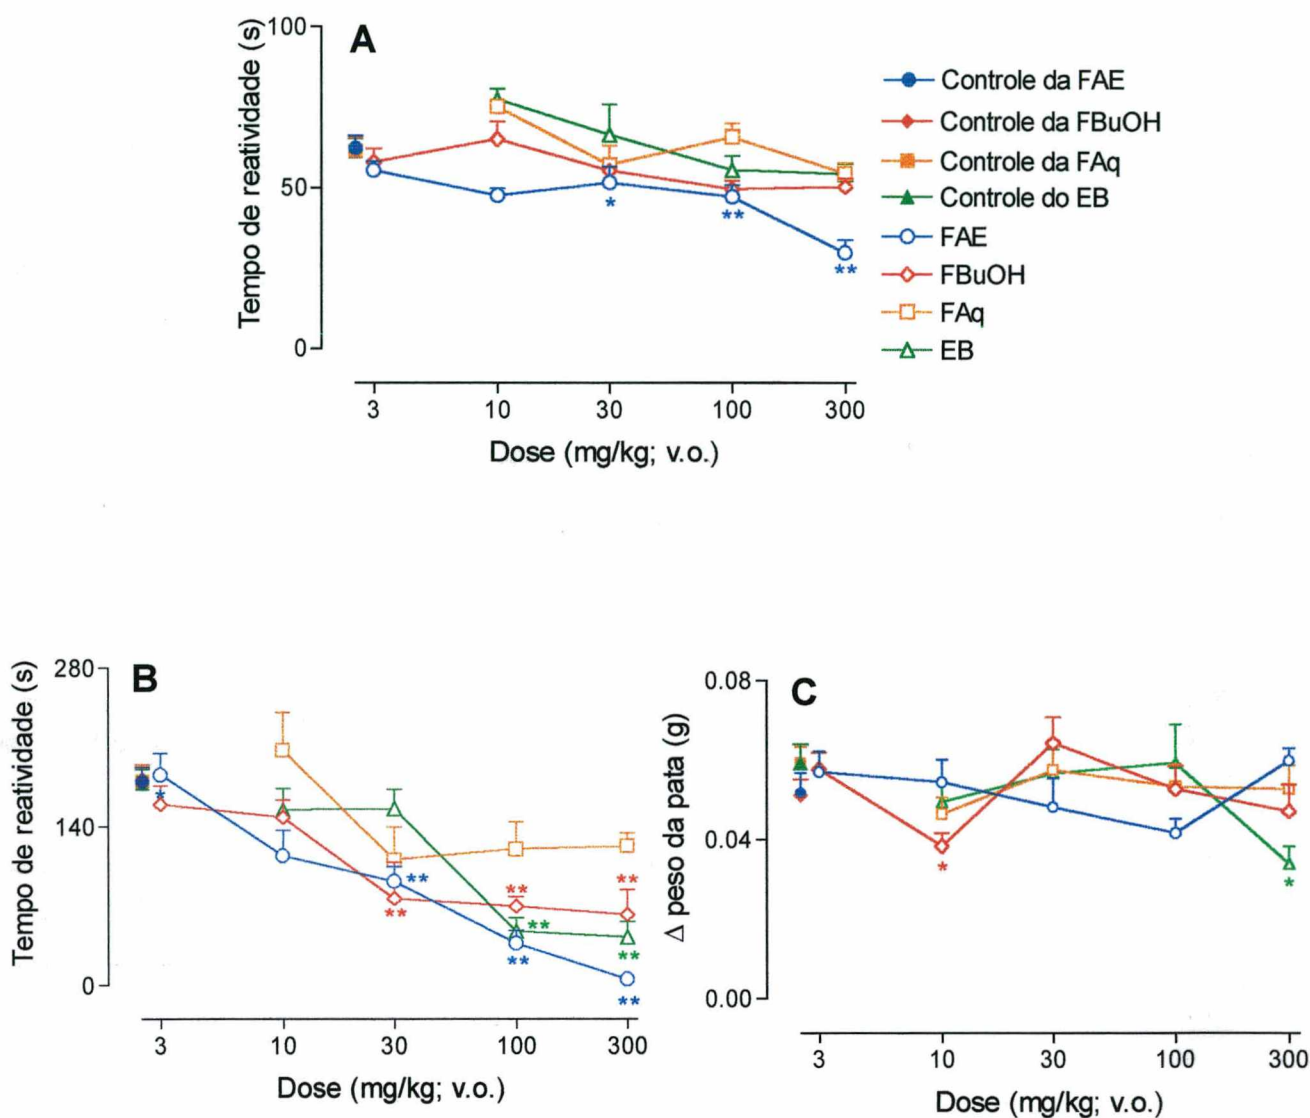 A
Tempo de reatividade (s)
100
50
0
*
**
**
3 10 30 100 300
Dose (mg/kg; v.o.)
Controle da FAE
Controle da FBuOH
Controle da FAq
Controle do EB
FAE
FBuOH
FAq
EB
B
Tempo de reatividade (s)
280
140
0
*
**
**
**
**
**
**
**
**
3 10 30 100 300
Dose (mg/kg; v.o.)
C
Δ peso da pata (g)
0.08
0.04
0.00
*
*
3 10 30 100 300
Dose (mg/kg; v.o.)